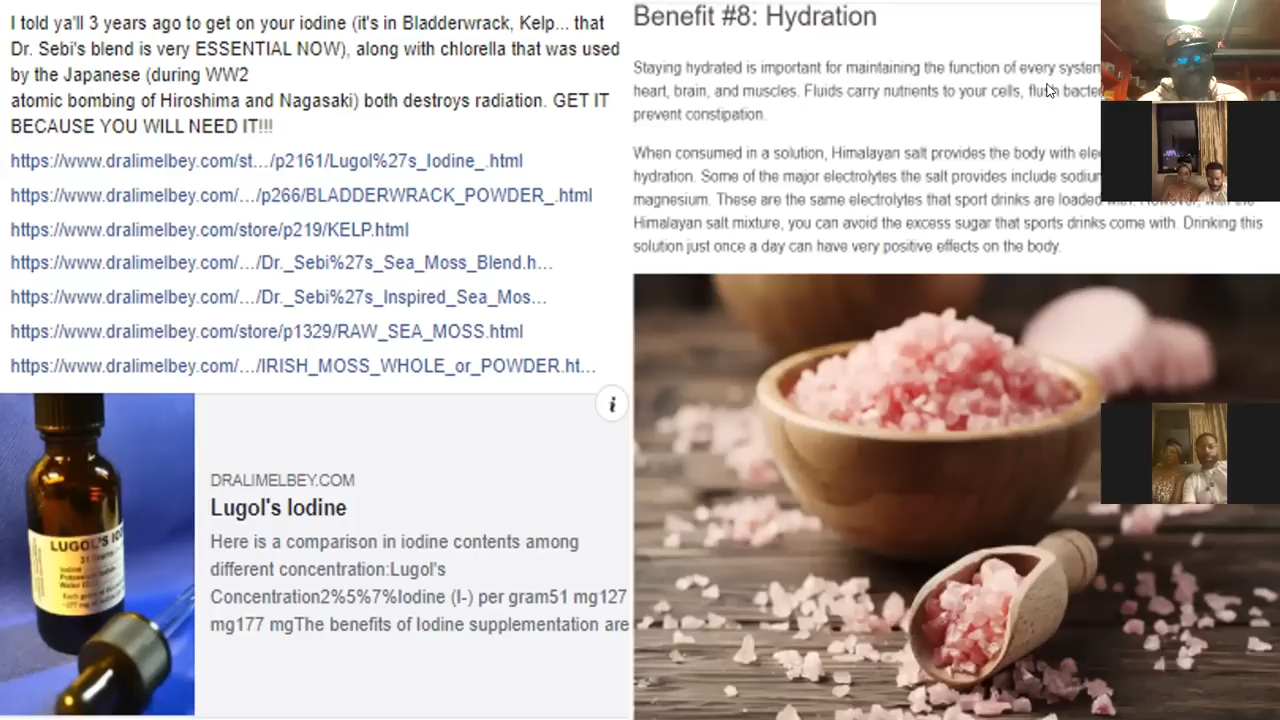 I told ya'll 3 years ago to get on your iodine (it's in Bladderwrack, Kelp... that
Dr. Sebi's blend is very ESSENTIAL NOW), along with chlorella that was used
by the Japanese (during WW2
atomic bombing of Hiroshima and Nagasaki) both destroys radiation. GET IT
BECAUSE YOU WILL NEED IT!!!
https://www.dralimelbey.com/st.../p2161/Lugol%27s_Iodine_.html
https://www.dralimelbey.com/.../p266/BLADDERWRACK_POWDER_.html
https://www.dralimelbey.com/store/p219/KELP.html
https://www.dralimelbey.com/.../Dr._Sebi%27s_Sea_Moss_Blend.h...
https://www.dralimelbey.com/.../Dr._Sebi%27s_Inspired_Sea_Mos...
https://www.dralimelbey.com/store/p1329/RAW_SEA_MOSS.html
https://www.dralimelbey.com/.../IRISH_MOSS_WHOLE_or_POWDER.ht...
i
LUGOL'S
DRALIMELBEY.COM
Lugol's Iodine
Here is a comparison in iodine contents among
different concentration:Lugol's
Concentration2%5%7%Iodine (I-) per gram51 mg127
mg177 mgThe benefits of Iodine supplementation are
Benefit #8: Hydration
Staying hydrated is important for maintaining the function of every system
heart, brain, and muscles. Fluids carry nutrients to your cells, flush
prevent constipation.
When consumed in a solution, Himalayan salt provides the body with
hydration. Some of the major electrolytes the salt provides include
magnesium. These are the same electrolytes that sport drinks are loaded
Himalayan salt mixture, you can avoid the excess sugar that sports drinks come with. Drinking this
solution just once a day can have very positive effects on the body.